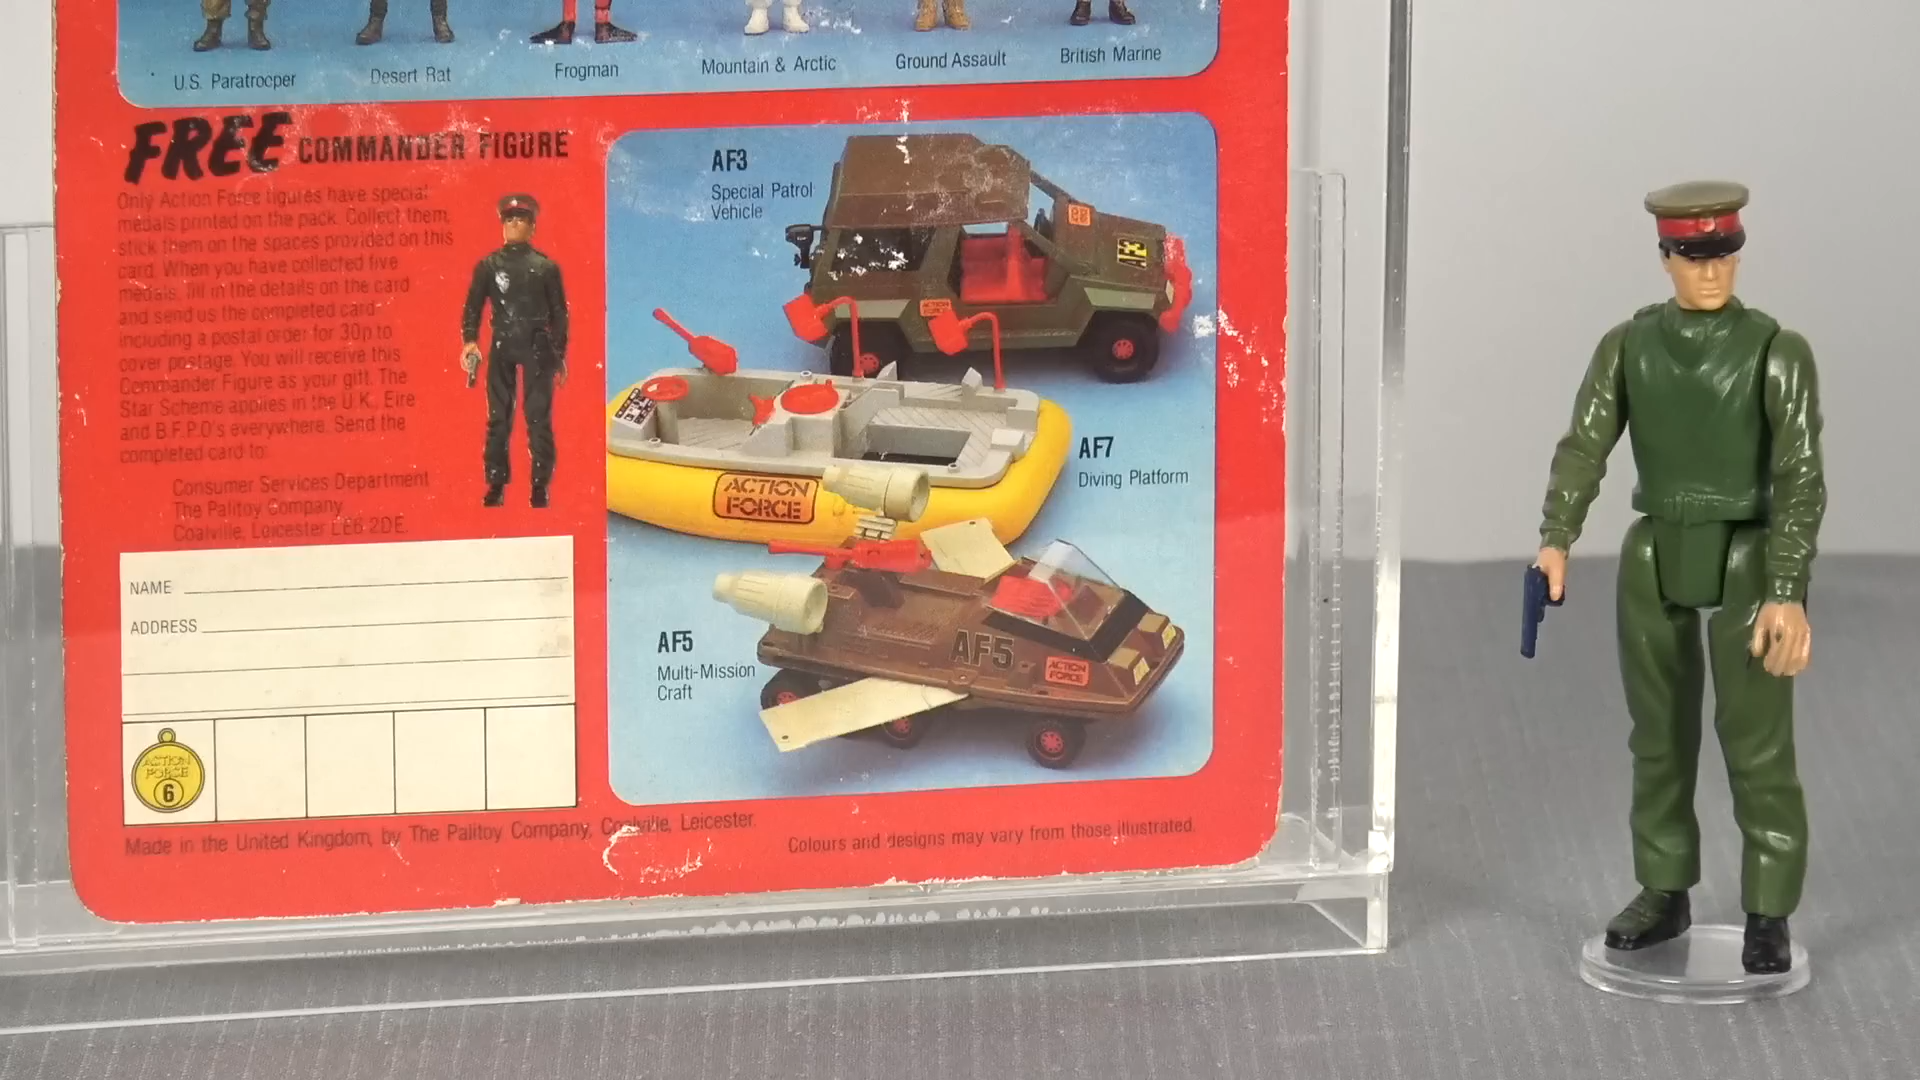 U.S. Paratrooper
Desert Rat
Frogman
Mountain & Arctic
Ground Assault
British Marine
FREE COMMANDER FIGURE
Only Action Force figures have special
medals printed on the pack. Collect them,
stick them on the spaces provided on this
card. When you have collected five
medals, fill in the details on the card
and send us the completed card
including a postal order for 30p to
cover postage. You will receive this
Commander Figure as your gift. The
Star Scheme applies in the U.K., Eire
and B.F.P.O's everywhere. Send the
completed card to:
Consumer Services Department
The Palitoy Company
Coalville, Leicester LE6 2DE.
NAME
ADDRESS
ACTION
FORCE
6
AF3
Special Patrol
Vehicle
AF3
ACTION
FORCE
AF7
Diving Platform
ACTION
FORCE
AF5
Multi-Mission
Craft
AF5
ACTION
FORCE
Made in the United Kingdom, by The Palitoy Company, Coalville, Leicester.
Colours and designs may vary from those illustrated.